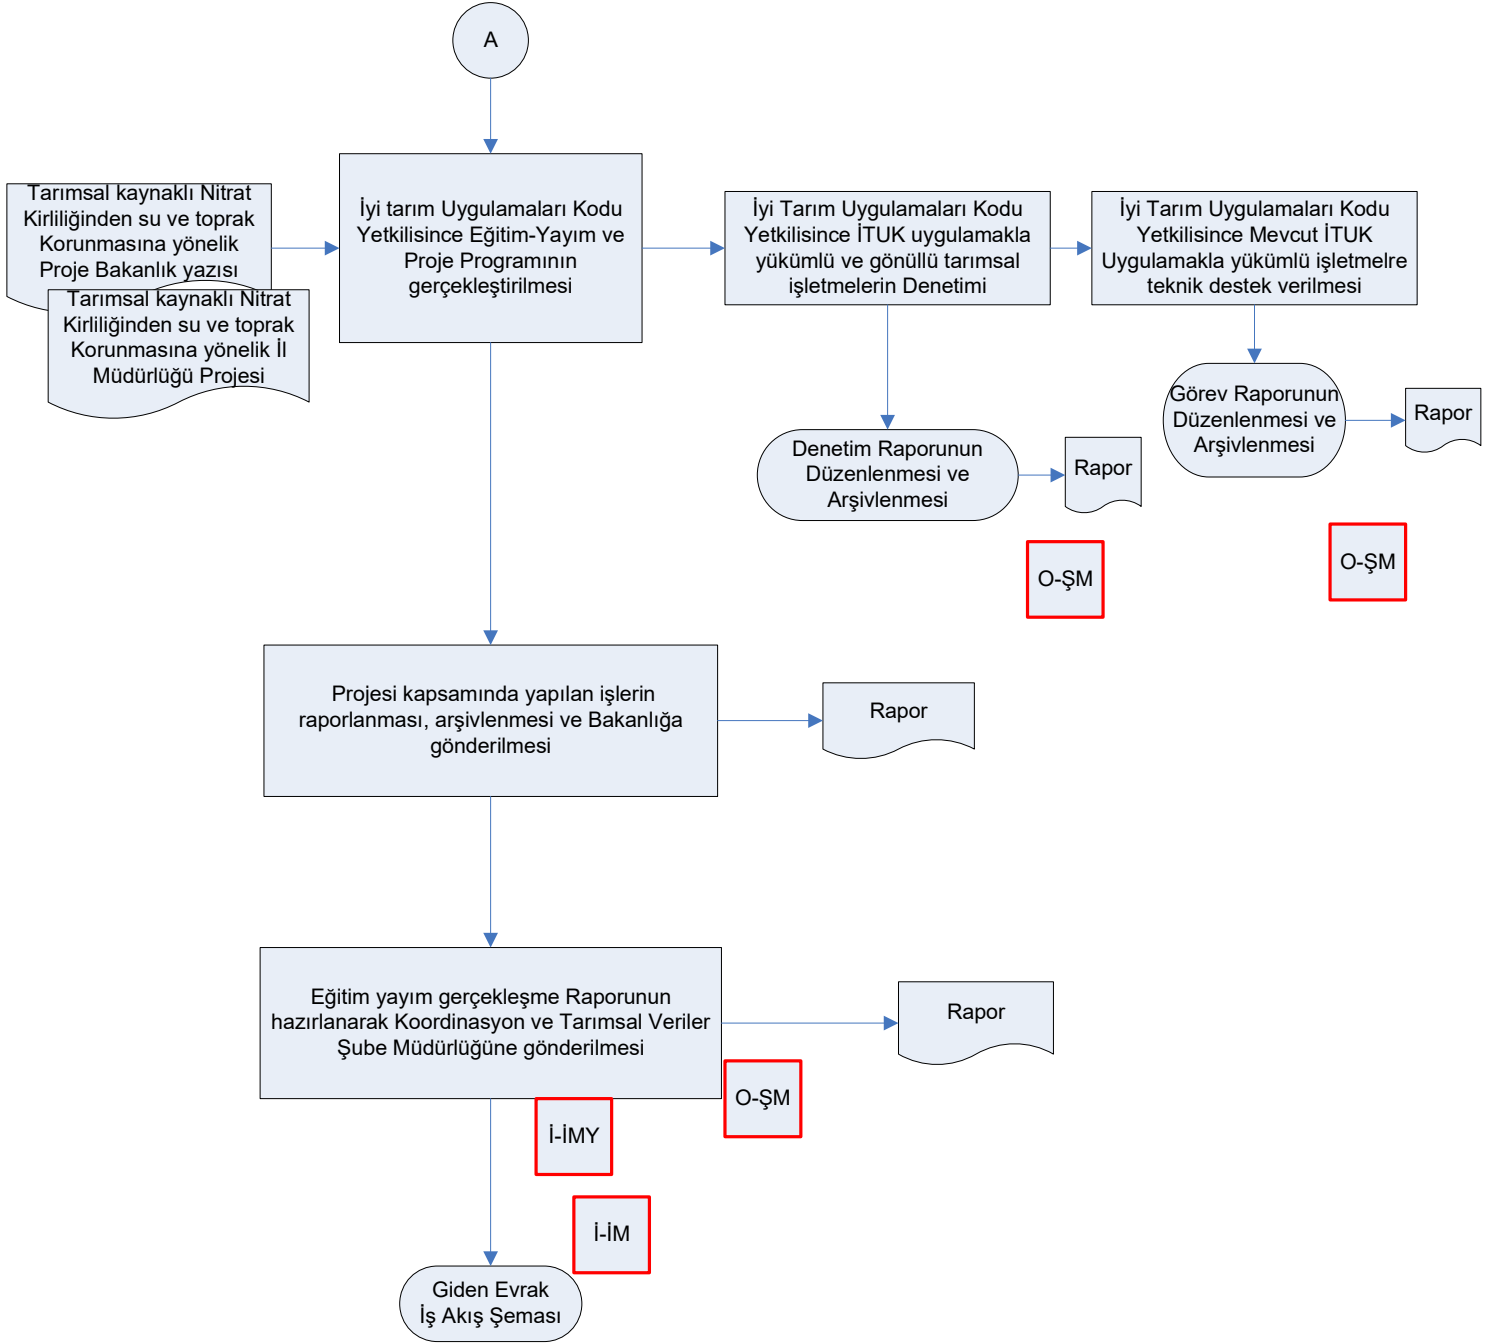 A
Tarımsal kaynaklı Nitrat
Kirliliğinden su ve toprak
Korunmasına yönelik
Proje Bakanlık yazısı
Tarımsal kaynaklı Nitrat
Kirliliğinden su ve toprak
Korunmasına yönelik İl
Müdürlüğü Projesi
İyi tarım Uygulamaları Kodu
Yetkilisince Eğitim-Yayım ve
Proje Programının
gerçekleştirilmesi
İyi Tarım Uygulamaları Kodu
Yetkilisince İTUK uygulamakla
yükümlü ve gönüllü tarımsal
işletmelerin Denetimi
İyi Tarım Uygulamaları Kodu
Yetkilisince Mevcut İTUK
Uygulamakla yükümlü işletmelre
teknik destek verilmesi
Denetim Raporunun
Düzenlenmesi ve
Arşivlenmesi
Rapor
Görev Raporunun
Düzenlenmesi ve
Arşivlenmesi
Rapor
O-ŞM
O-ŞM
Projesi kapsamında yapılan işlerin
raporlanması, arşivlenmesi ve Bakanlığa
gönderilmesi
Rapor
Eğitim yayım gerçekleşme Raporunun
hazırlanarak Koordinasyon ve Tarımsal Veriler
Şube Müdürlüğüne gönderilmesi
Rapor
O-ŞM
İ-İMY
İ-İM
Giden Evrak
İş Akış Şeması